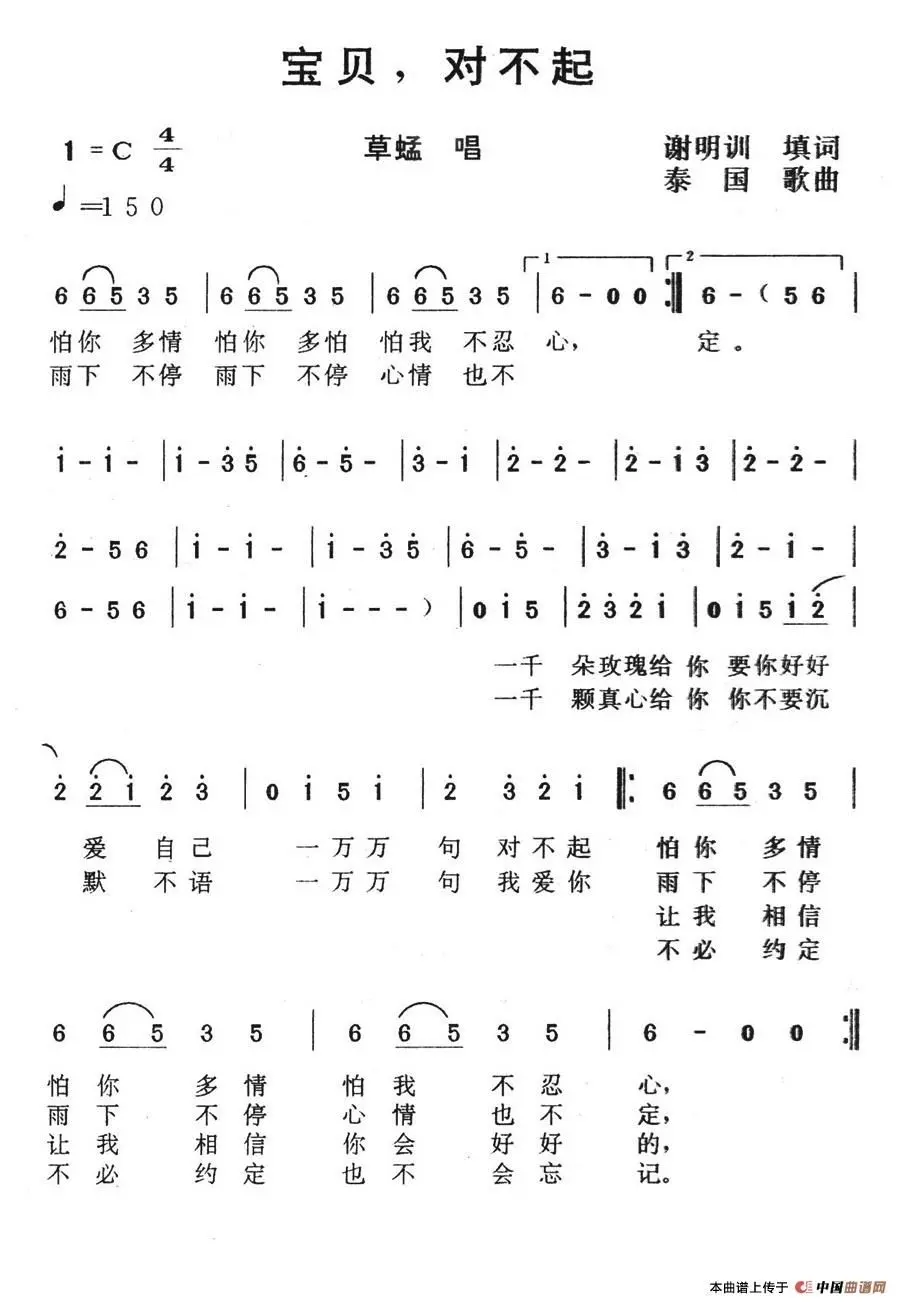 宝贝，对不起
1 = C 4/4 草蜢 唱 谢明训 填词
♩=150 泰国 歌曲
1 2
6 6 5 3 5 | 6 6 5 3 5 | 6 6 5 3 5 | 6 - 0 0 :‖ 6 - ( 5 6 |
怕你 多情 怕你 多怕 怕我 不忍 心， 定。
雨下 不停 雨下 不停 心情 也不
i - i - | i - 3̇ 5̇ | 6̇ - 5̇ - | 3̇ - i | 2̇ - 2̇ - | 2̇ - i 3̇ | 2̇ - 2̇ - |
2̇ - 5 6 | i - i - | i - 3̇ 5̇ | 6̇ - 5̇ - | 3̇ - i 3̇ | 2̇ - i - |
6 - 5 6 | i - i - | i - - - ) | 0 i 5 | 2̇ 3̇ 2̇ i | 0 i 5 i 2̇ |
一千 朵玫瑰给 你 要你好好
一千 颗真心给 你 你不要沉
2̇ 2̇ i 2̇ 3̇ | 0 i 5 i | 2̇ 3̇ 2̇ i ‖: 6 6 5 3 5 |
爱 自己 一万万 句 对不起 怕你 多情
默 不语 一万万 句 我爱你 雨下 不停
让我 相信
不必 约定
6 6 5 3 5 | 6 6 5 3 5 | 6 - 0 0 :‖
怕你 多情 怕我 不忍 心，
雨下 不停 心情 也不 定，
让我 相信 你会 好好 的，
不必 约定 也不 会忘 记。
本曲谱上传于 中国曲谱网